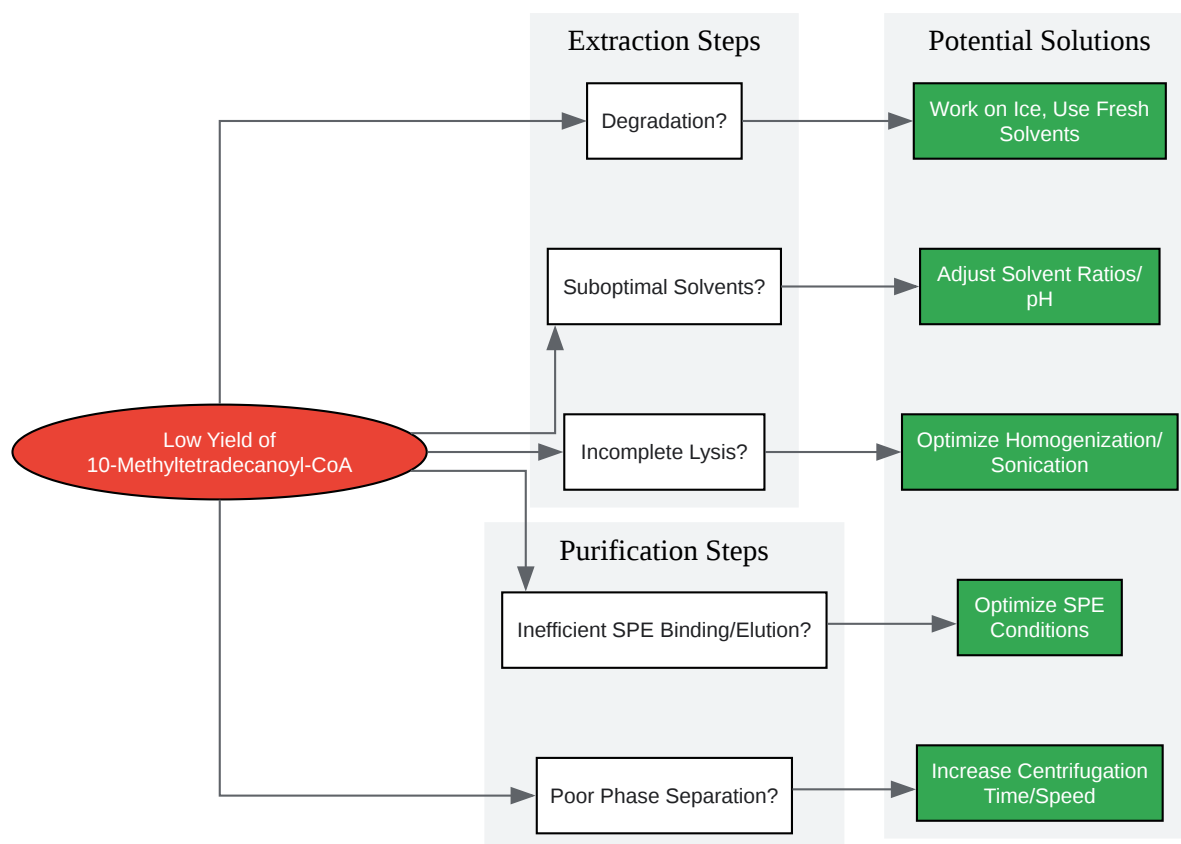 Extraction Steps
Potential Solutions
Degradation?
Work on Ice, Use Fresh
Solvents
Suboptimal Solvents?
Adjust Solvent Ratios/
pH
Low Yield of
10-Methyltetradecanoyl-CoA
Incomplete Lysis?
Optimize Homogenization/
Sonication
Purification Steps
Inefficient SPE Binding/Elution?
Optimize SPE
Conditions
Poor Phase Separation?
Increase Centrifugation
Time/Speed